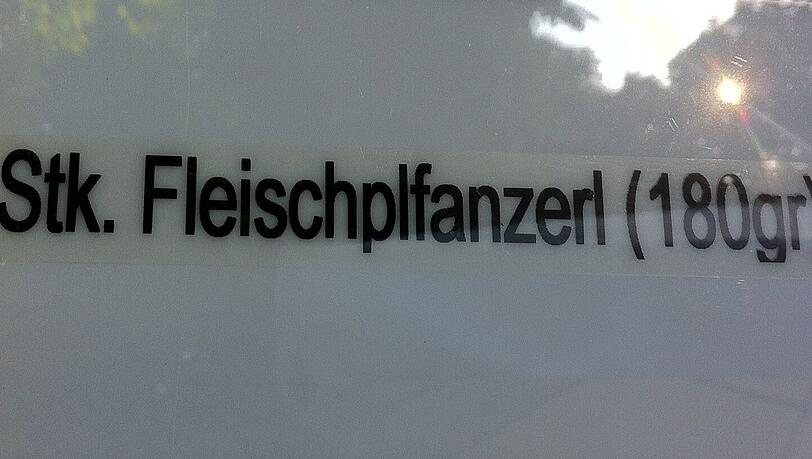 Stk. Fleischplfanzerl (180gr)